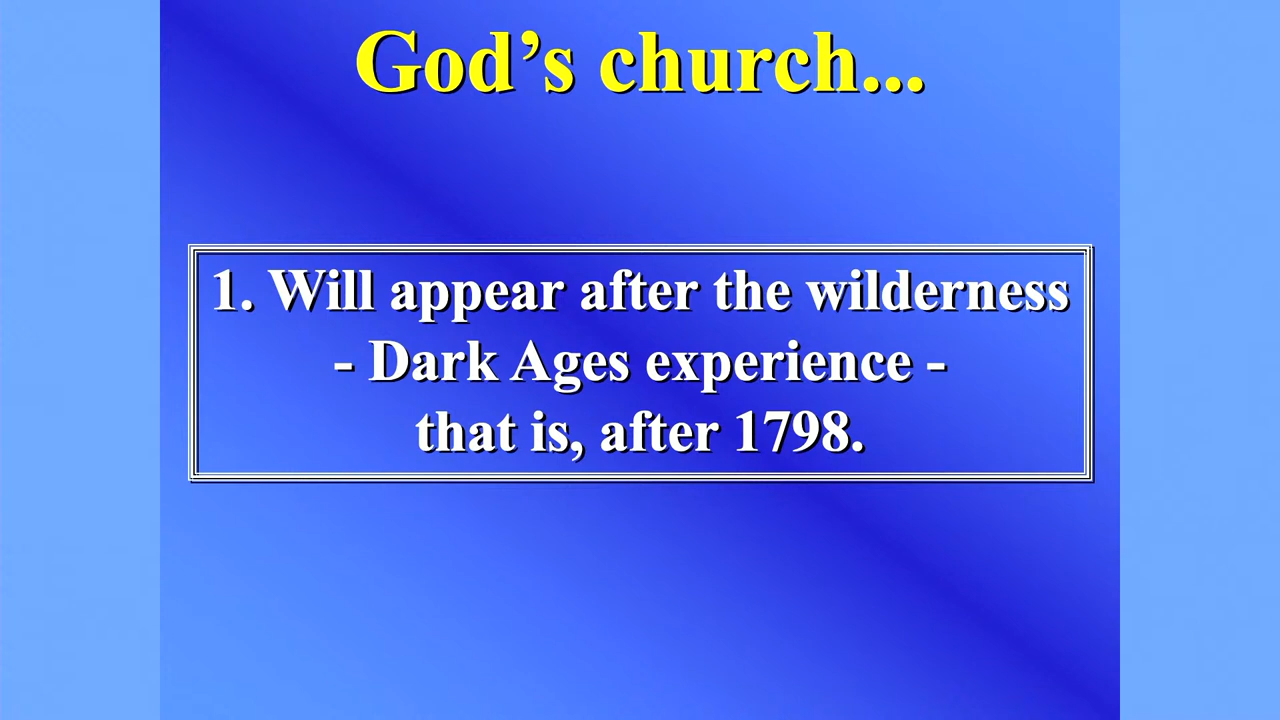 God’s church...
1. Will appear after the wilderness
- Dark Ages experience -
that is, after 1798.